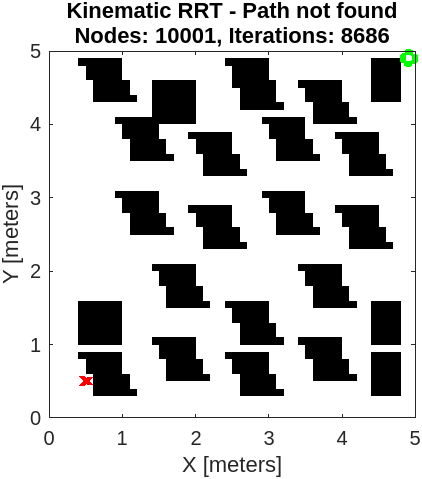 Kinematic RRT - Path not found
Nodes: 10001, Iterations: 8686
5
4
3
2
1
0
Y [meters]
0 1 2 3 4 5
X [meters]